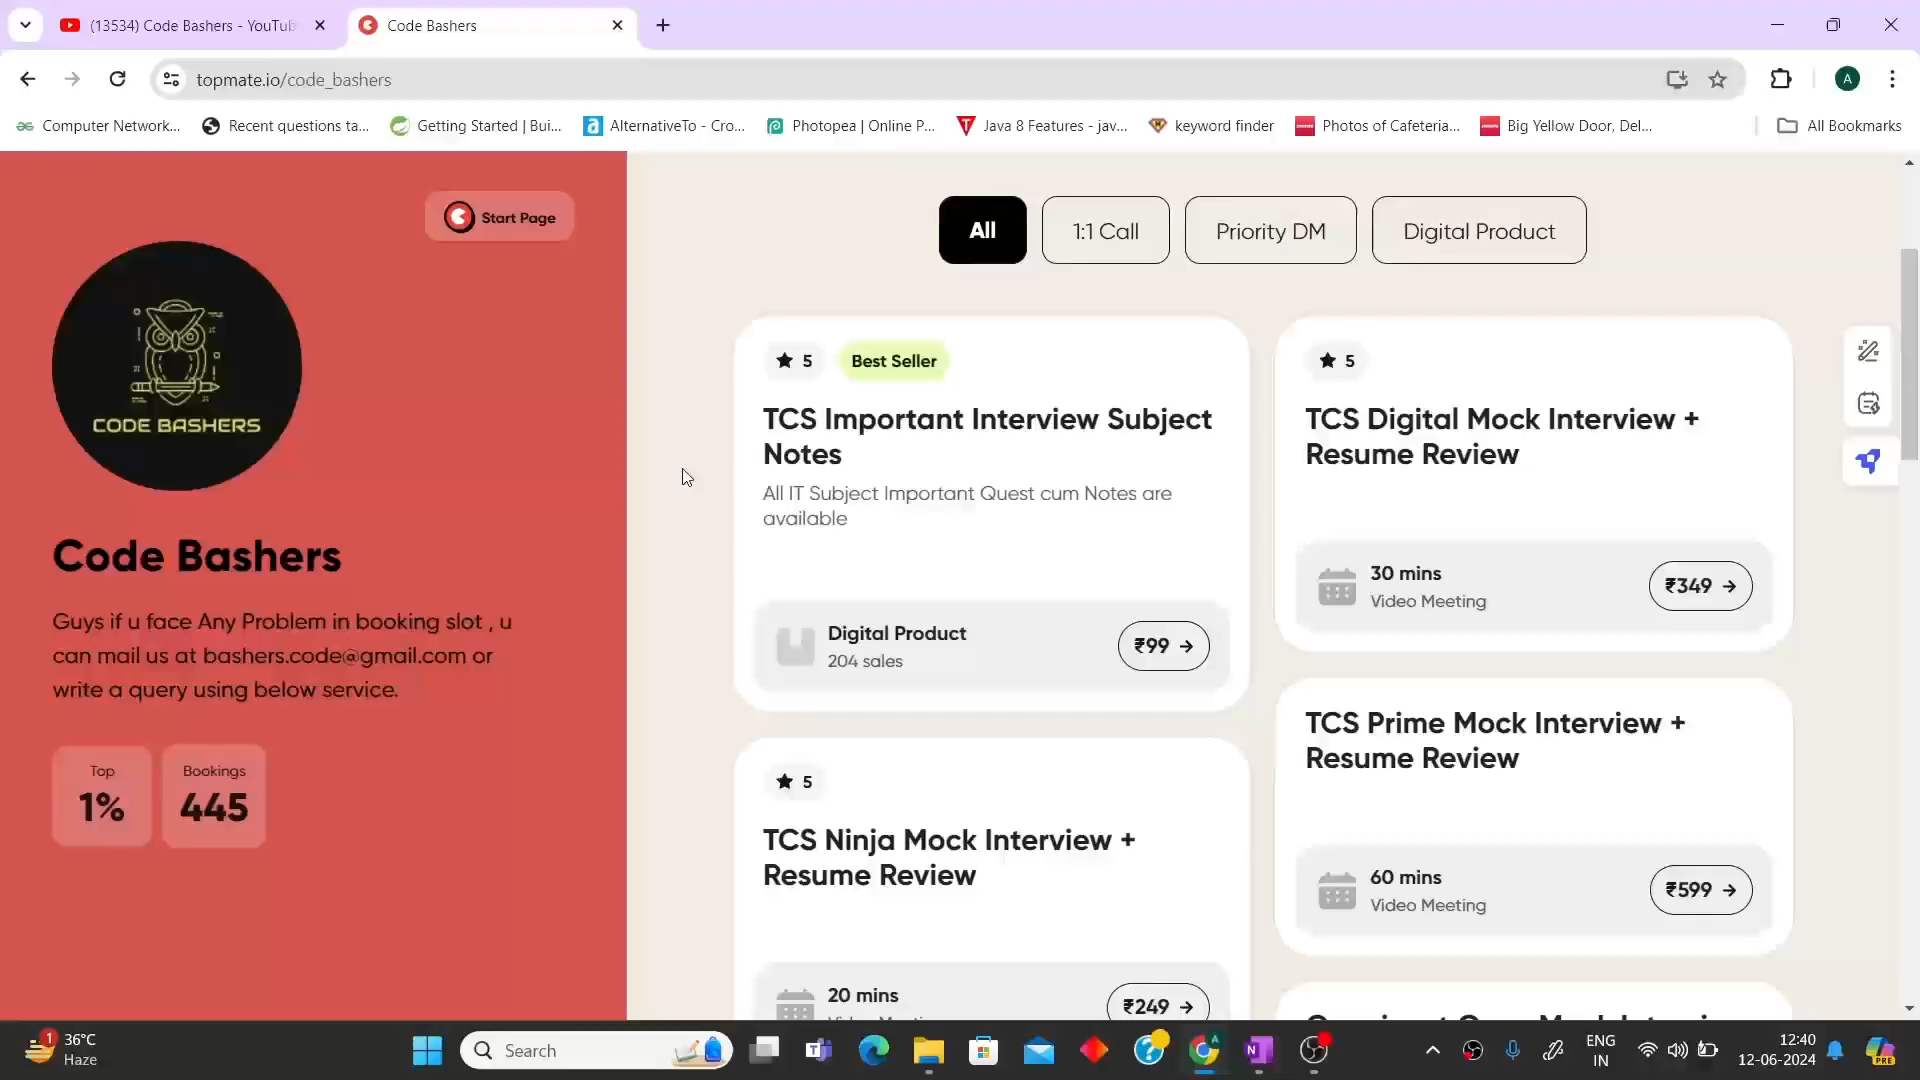 (13534) Code Bashers - YouTub
Code Bashers
topmate.io/code_bashers
A
Computer Network...
Recent questions ta...
Getting Started | Bui...
AlternativeTo - Cro...
Photopea | Online P...
Java 8 Features - jav...
keyword finder
Photos of Cafeteria...
Big Yellow Door, Del...
All Bookmarks
Start Page
CODE BASHERS
Code Bashers
Guys if u face Any Problem in booking slot , u
can mail us at bashers.code@gmail.com or
write a query using below service.
Top
1%
Bookings
445
All
1:1 Call
Priority DM
Digital Product
5
Best Seller
TCS Important Interview Subject
Notes
All IT Subject Important Quest cum Notes are
available
Digital Product
204 sales
₹99 →
5
TCS Digital Mock Interview +
Resume Review
30 mins
Video Meeting
₹349 →
5
TCS Ninja Mock Interview +
Resume Review
20 mins
₹249 →
TCS Prime Mock Interview +
Resume Review
60 mins
Video Meeting
₹599 →
1
36°C
Haze
Search
ENG
IN
12:40
12-06-2024
PRE